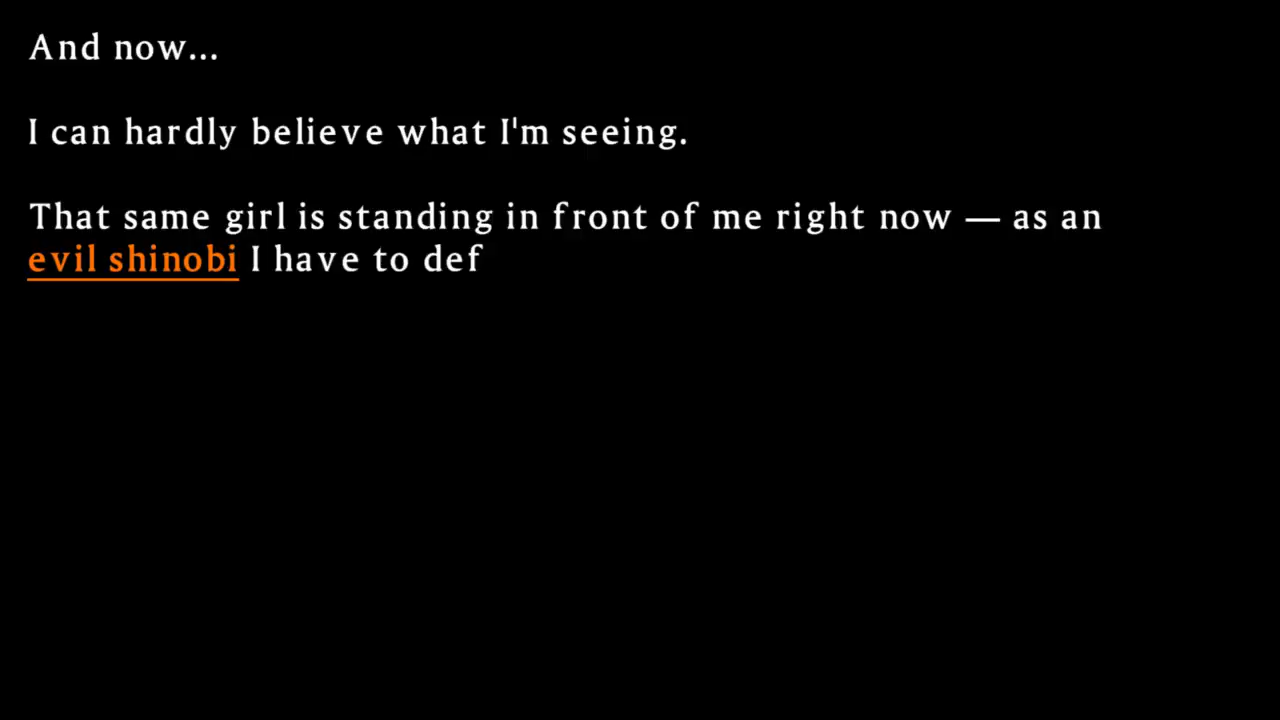 And now...
I can hardly believe what I'm seeing.
That same girl is standing in front of me right now — as an
evil shinobi I have to def